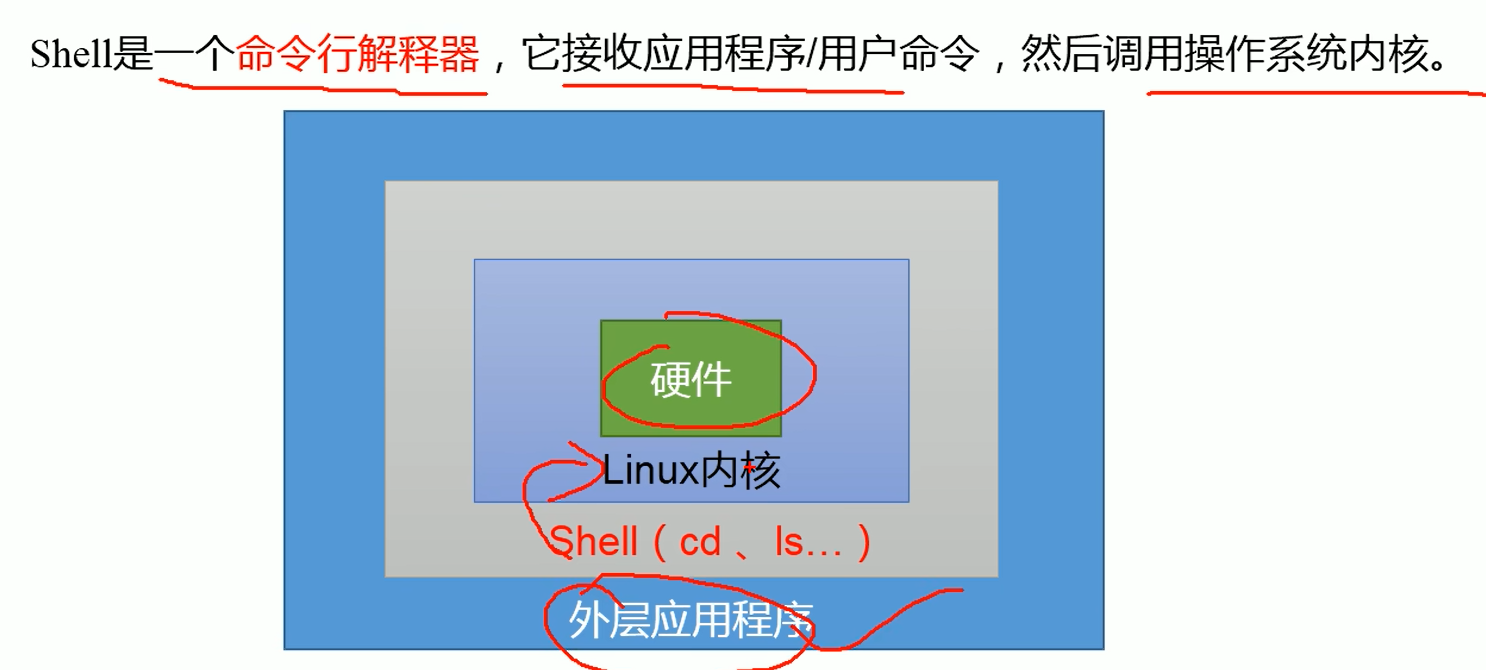 Shell是一个命令行解释器，它接收应用程序/用户命令，然后调用操作系统内核。
硬件
Linux内核
Shell（cd 、ls…）
外层应用程序